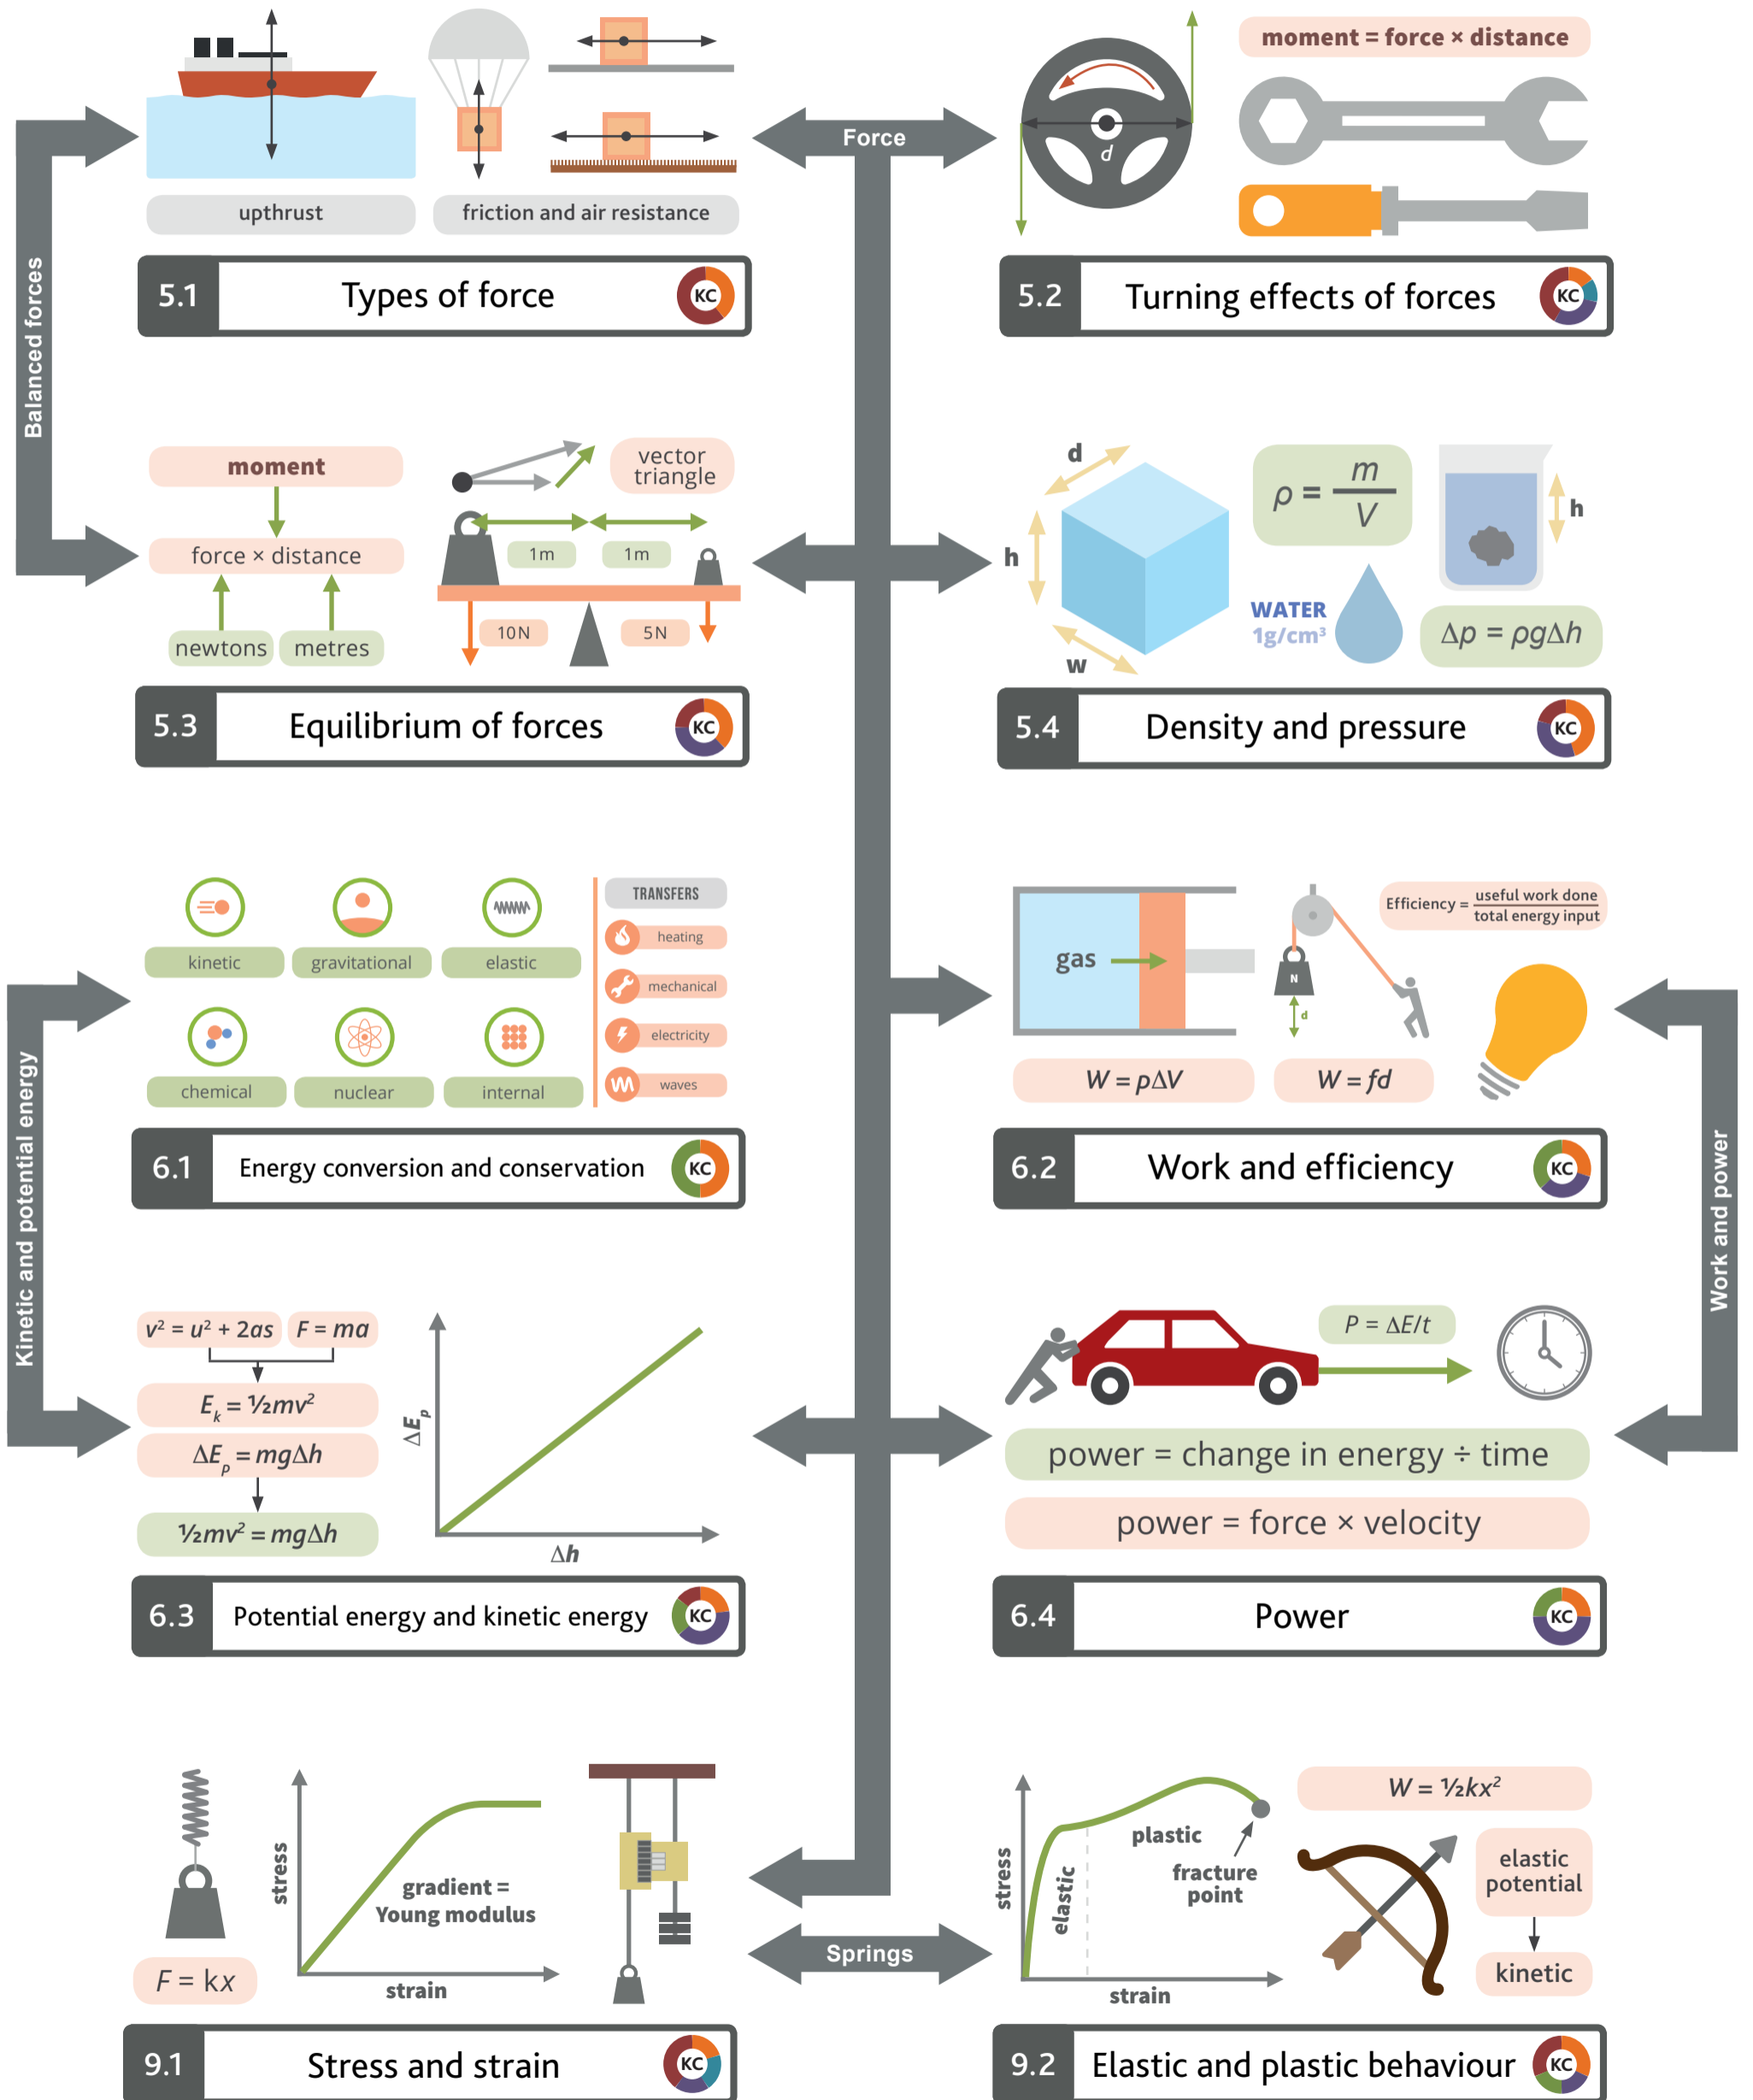 upthrust
friction and air resistance
5.1
Types of force
KC
Force
d
moment = force × distance
5.2
Turning effects of forces
KC
Balanced forces
moment
force × distance
newtons
metres
vector
triangle
1m
1m
10N
5N
5.3
Equilibrium of forces
KC
d
h
w
ρ = m
V
WATER
1g/cm³
h
Δp = ρgΔh
5.4
Density and pressure
KC
kinetic
gravitational
elastic
chemical
nuclear
internal
TRANSFERS
heating
mechanical
electricity
waves
6.1
Energy conversion and conservation
KC
gas
W = pΔV
N
d
W = fd
Efficiency = useful work done
total energy input
6.2
Work and efficiency
KC
Kinetic and potential energy
Work and power
v² = u² + 2as
F = ma
Eₖ = ½mv²
ΔEₚ = mgΔh
½mv² = mgΔh
ΔEₚ
Δh
6.3
Potential energy and kinetic energy
KC
P = ΔE/t
power = change in energy ÷ time
power = force × velocity
6.4
Power
KC
F = kx
stress
gradient =
Young modulus
strain
9.1
Stress and strain
KC
Springs
stress
elastic
plastic
fracture
point
strain
W = ½kx²
elastic
potential
kinetic
9.2
Elastic and plastic behaviour
KC